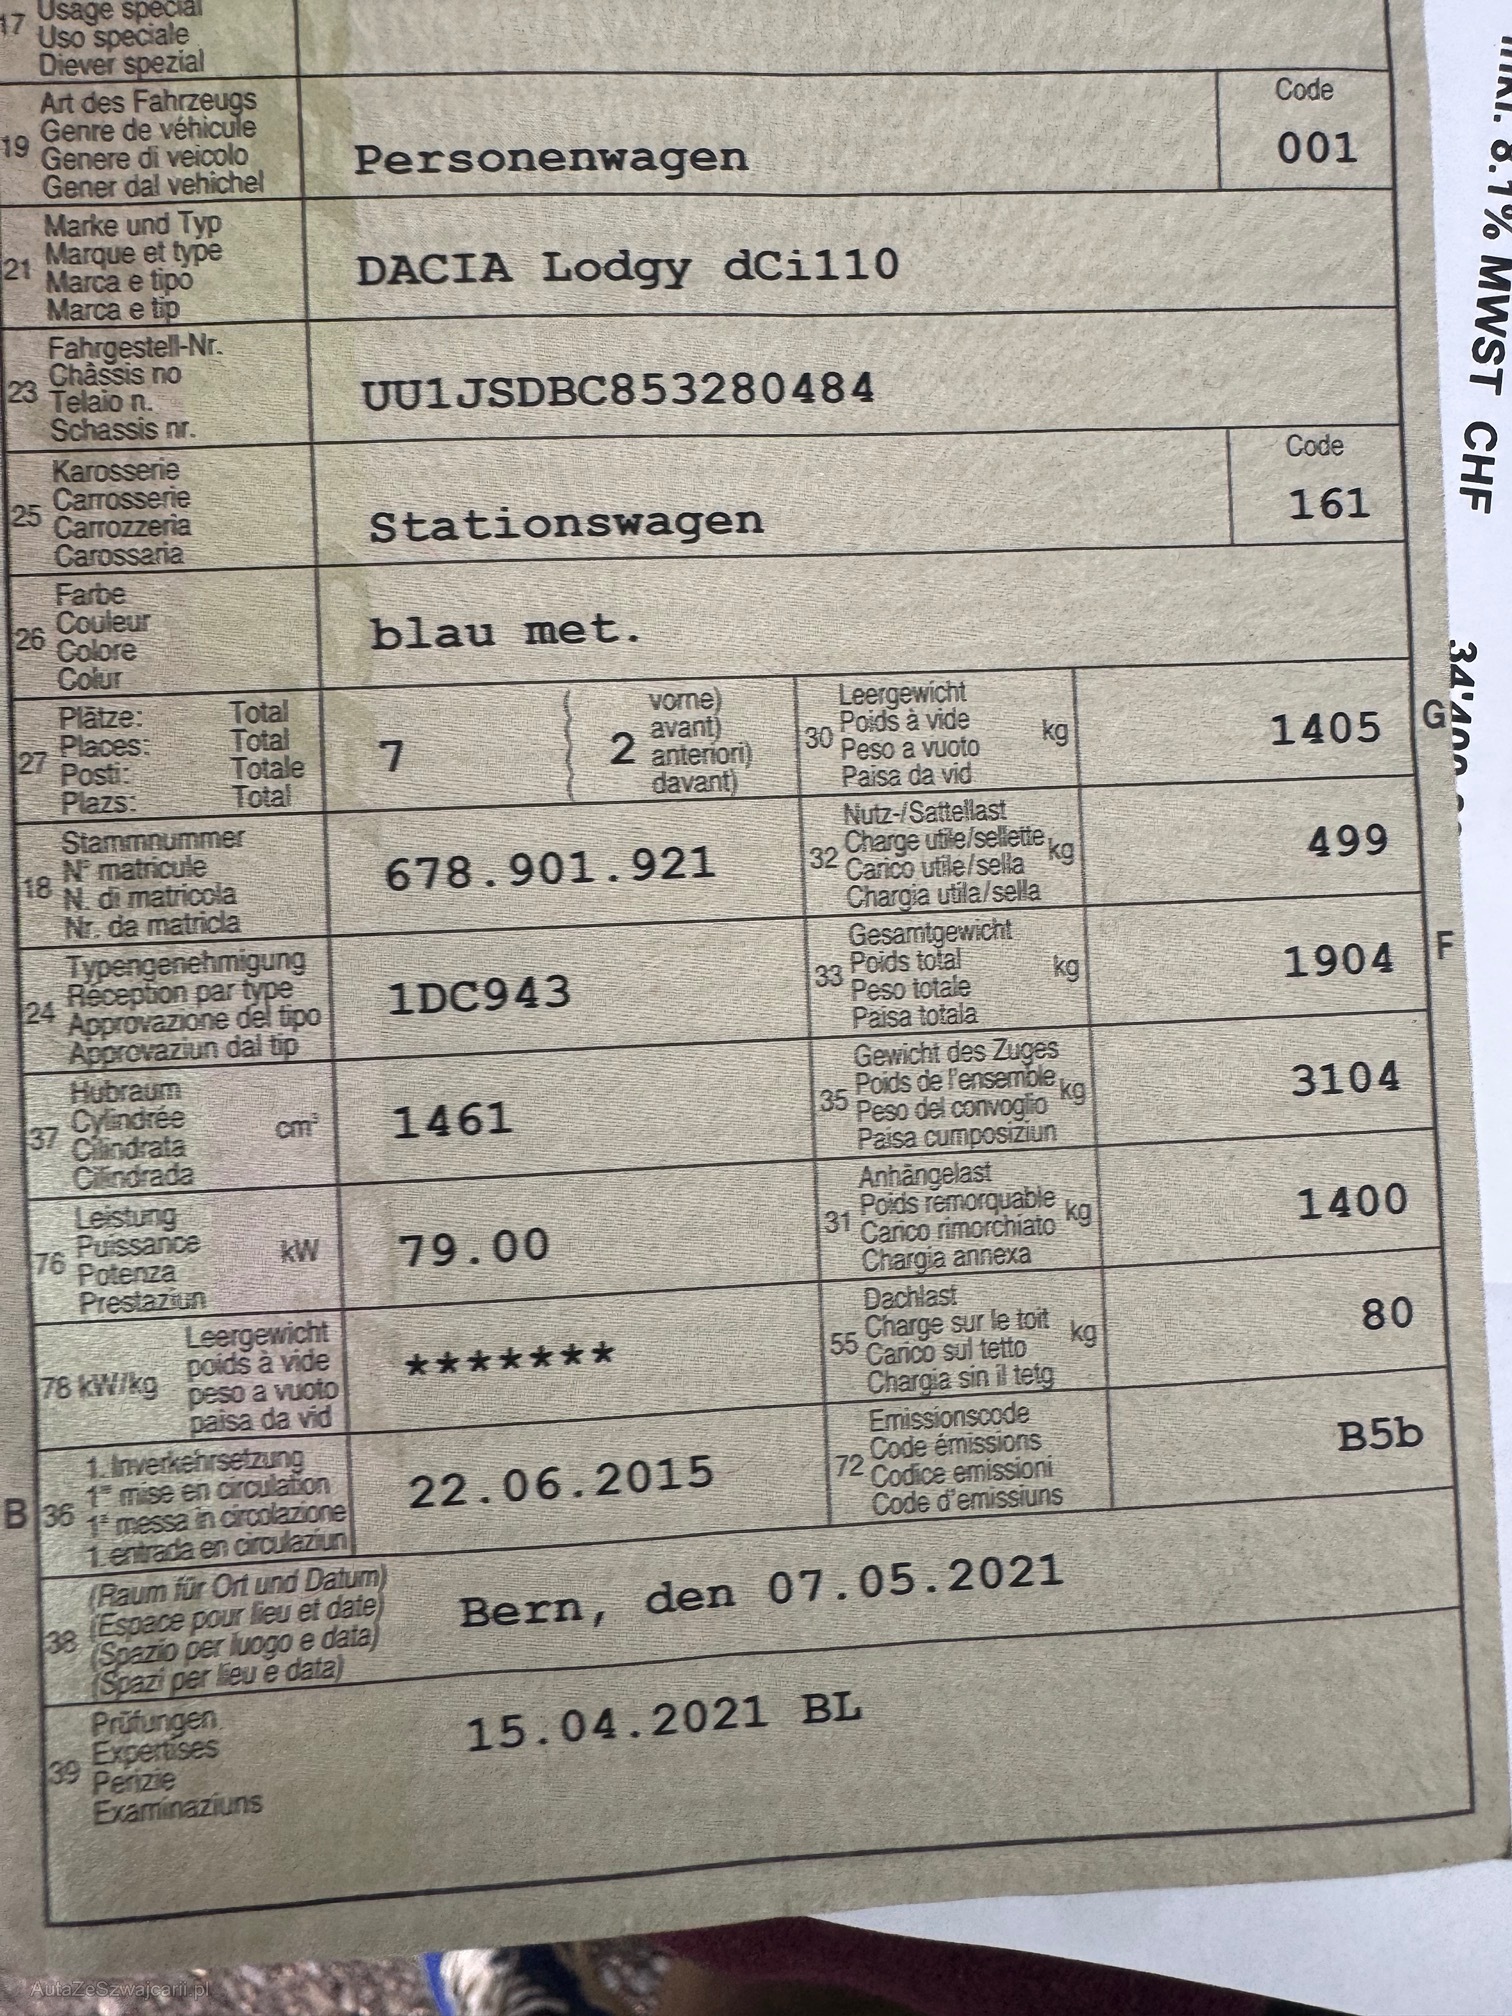 17 Usage spécial
Uso speciale
Diever spezial
19 Art des Fahrzeugs
Genre de véhicule
Genere di veicolo
Gener dal vehichel
Personenwagen
Code
001
21 Marke und Typ
Marque et type
Marca e tipo
Marca e tip
DACIA Lodgy dCi110
23 Fahrgestell-Nr.
Châssis no
Telaio n.
Schassis nr.
UU1JSDBC853280484
25 Karosserie
Carrosserie
Carrozzeria
Carossaria
Stationswagen
Code
161
26 Farbe
Couleur
Colore
Colur
blau met.
27 Plätze: Total
Places: Total
Posti: Totale
Plazs: Total
7
2
vorne)
avant)
anteriori)
davant)
30 Leergewicht
Poids à vide
Peso a vuoto
Paisa da vid
kg
1405
G
18 Stammnummer
N° matricule
N. di matricola
Nr. da matricla
678.901.921
32 Nutz-/Sattellast
Charge utile/sellette
Carico utile/sella
Chargia utila/sella
kg
499
24 Typengenehmigung
Réception par type
Approvazione del tipo
Approvaziun dal tip
1DC943
33 Gesamtgewicht
Poids total
Peso totale
Paisa totala
kg
1904
F
37 Hubraum
Cylindrée
Cilindrata
Cilindrada
cm³
1461
35 Gewicht des Zuges
Poids de l'ensemble
Peso del convoglio
Paisa cumposiziun
kg
3104
76 Leistung
Puissance
Potenza
Prestaziun
kW
79.00
31 Anhängelast
Poids remorquable
Carico rimorchiato
Chargia annexa
kg
1400
78 kW/kg
Leergewicht
poids à vide
peso a vuoto
paisa da vid
*******
55 Dachlast
Charge sur le toit
Carico sul tetto
Chargia sin il tetg
kg
80
B 36 1. Inverkehrsetzung
1re mise en circulation
1a messa in circolazione
1. entrada en circulaziun
22.06.2015
72 Emissionscode
Code émissions
Codice emissioni
Code d'emissiuns
B5b
38 (Raum für Ort und Datum)
(Espace pour lieu et date)
(Spazio per luogo e data)
(Spazi per lieu e data)
Bern, den 07.05.2021
39 Prüfungen
Expertises
Perizie
Examinaziuns
15.04.2021 BL
8.1% MWST CHF
AutaZeSzwajcarii.pl